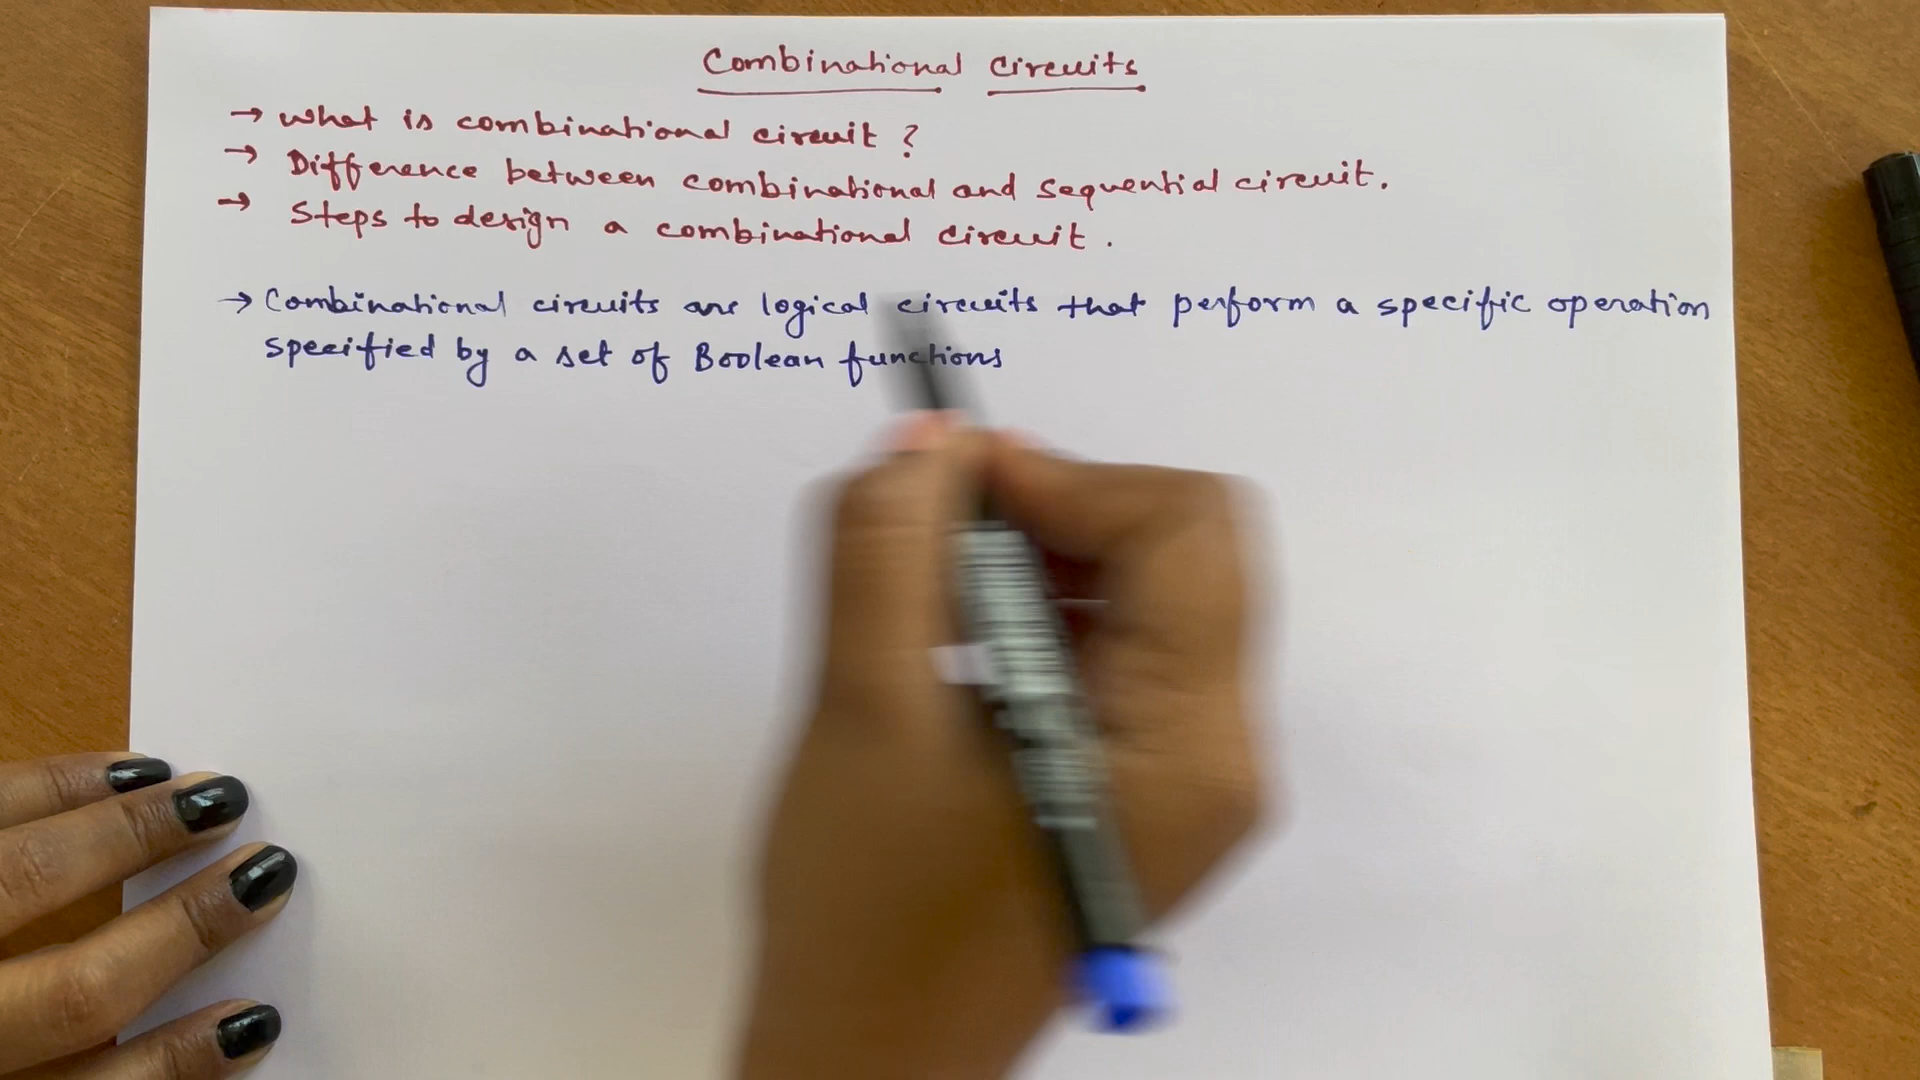 Combinational circuits
→ what is combinational circuit ?
→ Difference between combinational and sequential circuit.
→ Steps to design a combinational circuit.
→ Combinational circuits are logical circuits that perform a specific operation
specified by a set of Boolean functions